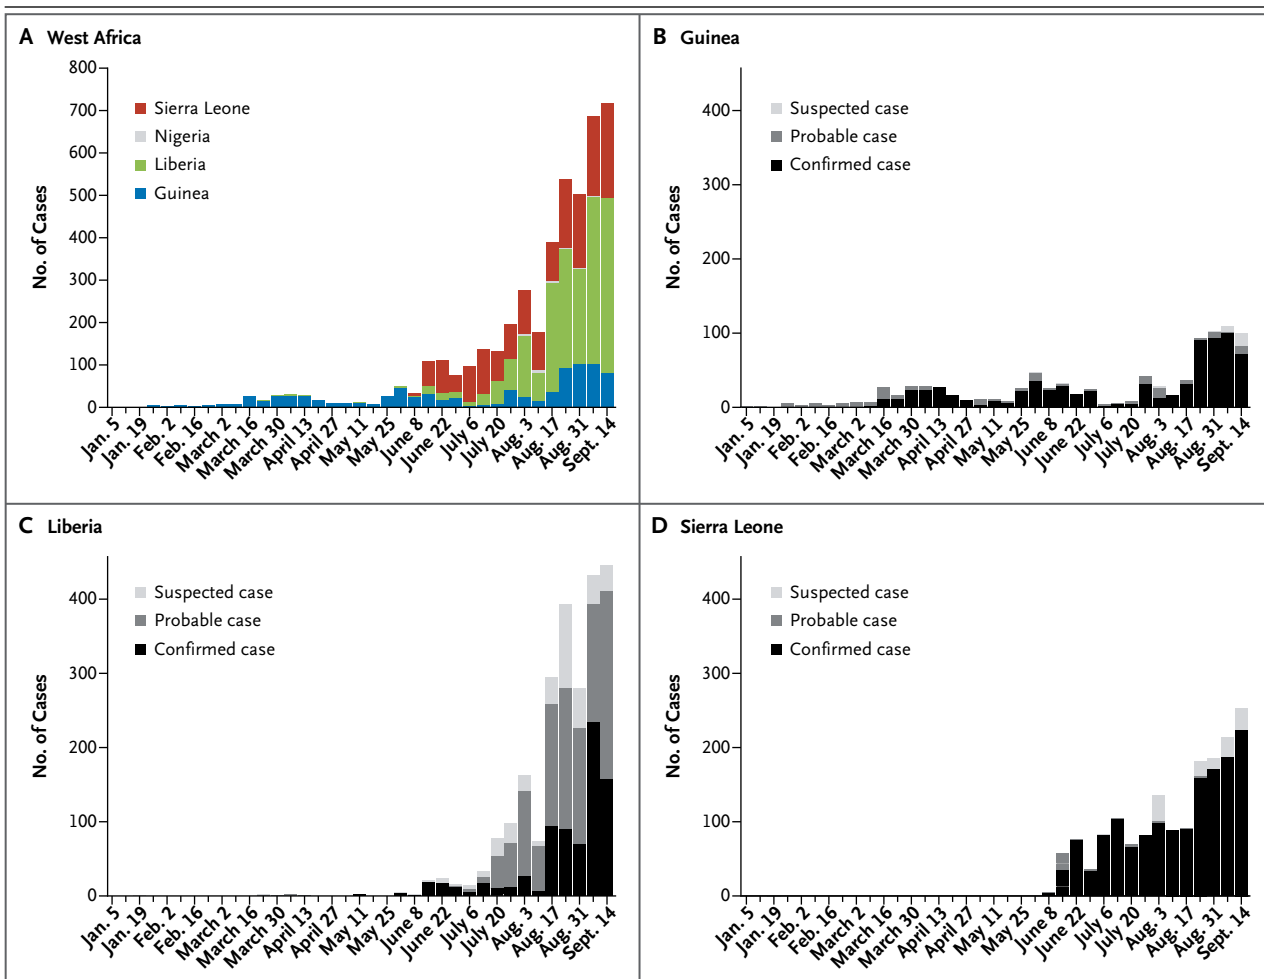 A West Africa
800
700
600
500
400
300
200
100
0
No. of Cases
Sierra Leone
Nigeria
Liberia
Guinea
Jan. 5
Jan. 19
Feb. 2
Feb. 16
March 2
March 16
March 30
April 13
April 27
May 11
May 25
June 8
June 22
July 6
July 20
Aug. 3
Aug. 17
Aug. 31
Sept. 14
B Guinea
400
300
200
100
0
No. of Cases
Suspected case
Probable case
Confirmed case
Jan. 5
Jan. 19
Feb. 2
Feb. 16
March 2
March 16
March 30
April 13
April 27
May 11
May 25
June 8
June 22
July 6
July 20
Aug. 3
Aug. 17
Aug. 31
Sept. 14
C Liberia
400
300
200
100
0
No. of Cases
Suspected case
Probable case
Confirmed case
Jan. 5
Jan. 19
Feb. 2
Feb. 16
March 2
March 16
March 30
April 13
April 27
May 11
May 25
June 8
June 22
July 6
July 20
Aug. 3
Aug. 17
Aug. 31
Sept. 14
D Sierra Leone
400
300
200
100
0
No. of Cases
Suspected case
Probable case
Confirmed case
Jan. 5
Jan. 19
Feb. 2
Feb. 16
March 2
March 16
March 30
April 13
April 27
May 11
May 25
June 8
June 22
July 6
July 20
Aug. 3
Aug. 17
Aug. 31
Sept. 14